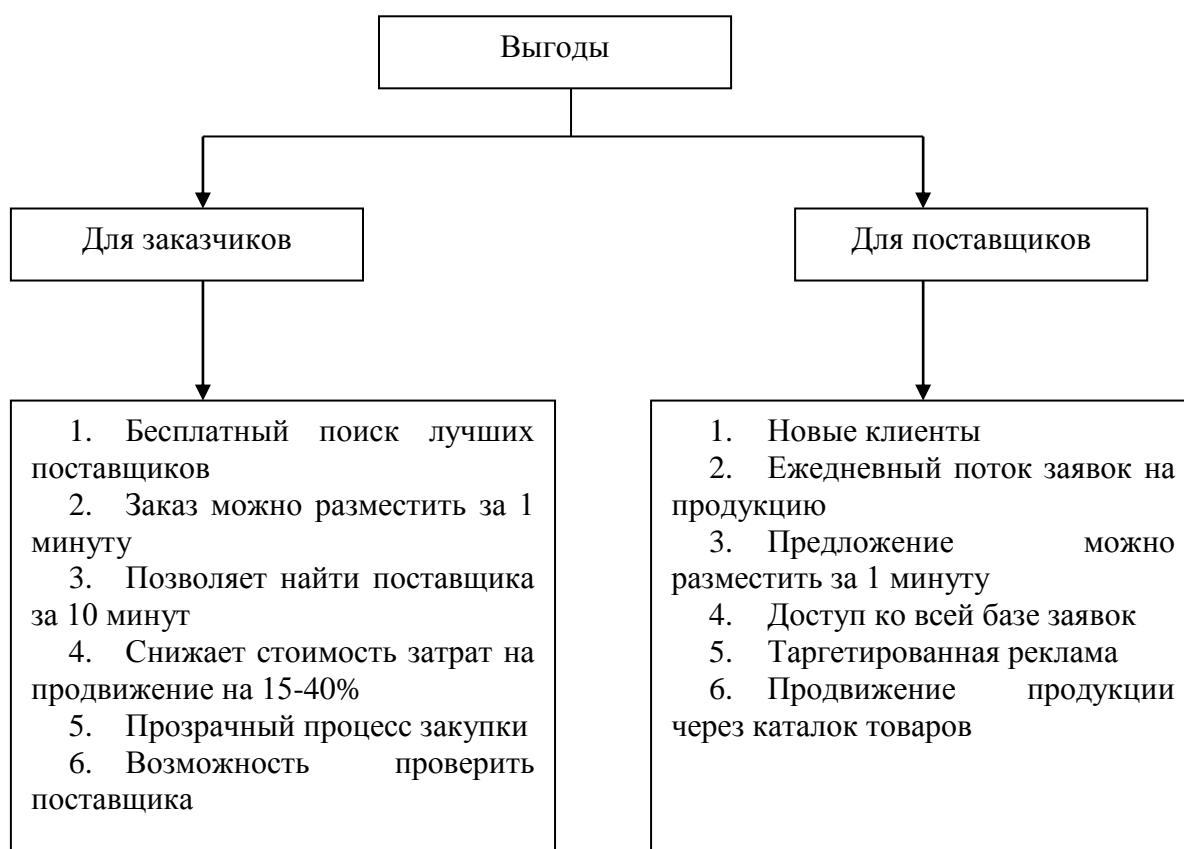 Выгоды
Для заказчиков
Для поставщиков
1. Бесплатный поиск лучших
поставщиков
2. Заказ можно разместить за 1
минуту
3. Позволяет найти поставщика
за 10 минут
4. Снижает стоимость затрат на
продвижение на 15-40%
5. Прозрачный процесс закупки
6. Возможность проверить
поставщика
1. Новые клиенты
2. Ежедневный поток заявок на
продукцию
3. Предложение можно
разместить за 1 минуту
4. Доступ ко всей базе заявок
5. Таргетированная реклама
6. Продвижение продукции
через каталок товаров